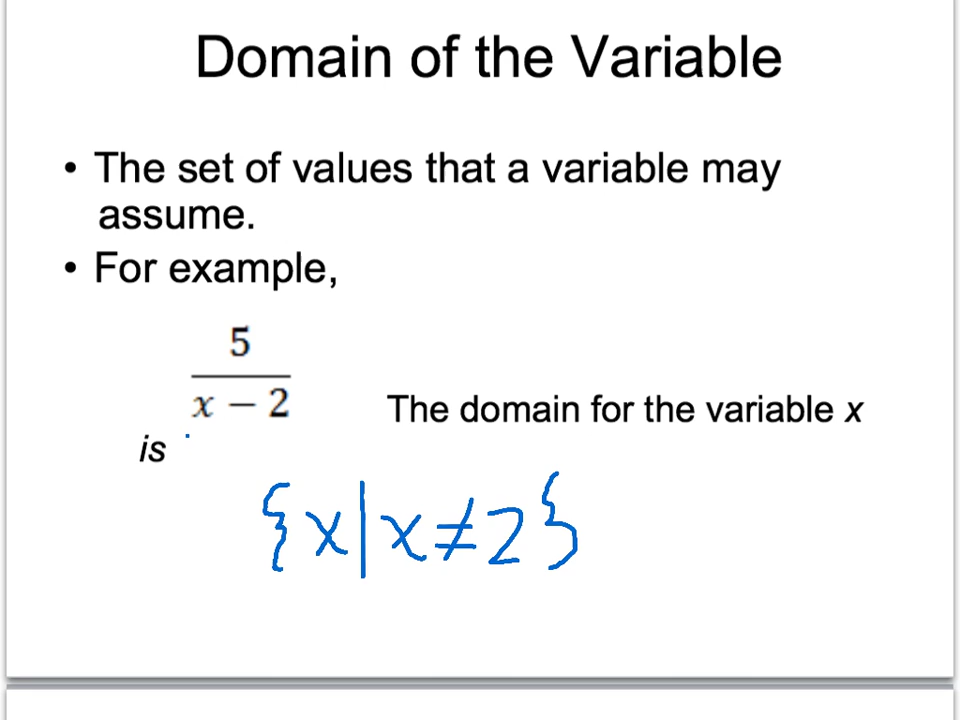 Domain of the Variable
• The set of values that a variable may
assume.
• For example,
5
x − 2
The domain for the variable x
is
{x|x≠2}